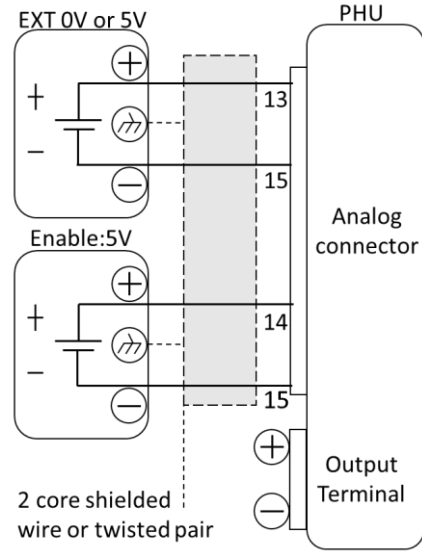 EXT 0V or 5V
PHU
+
+
13
−
−
15
Analog
connector
Enable:5V
+
+
14
−
−
15
+
Output
Terminal
−
2 core shielded
wire or twisted pair